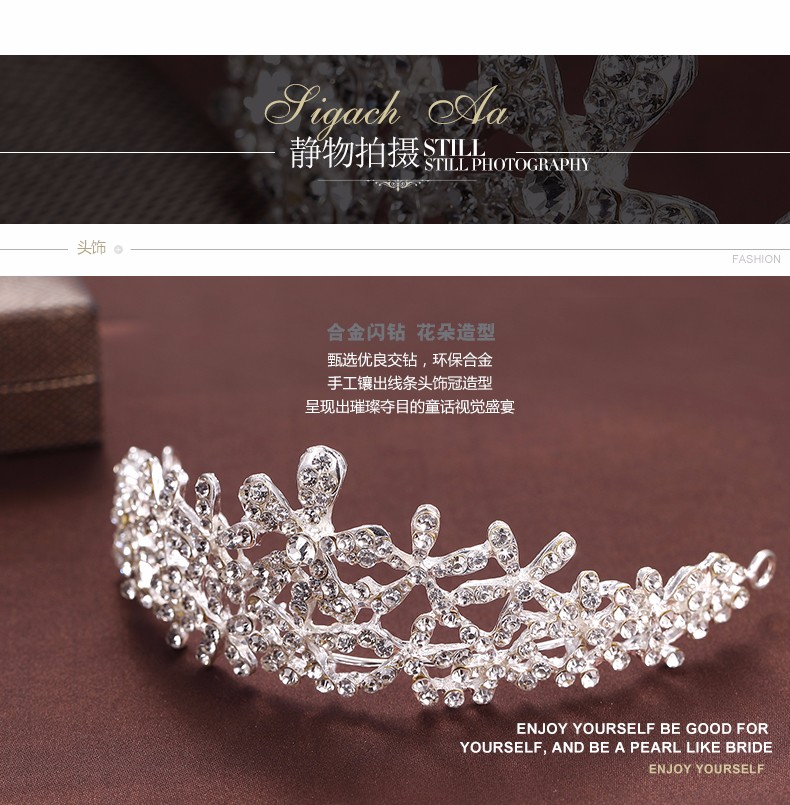 Sigach Aa
静物拍摄 STILL
STILL PHOTOGRAPHY
头饰
FASHION
合金闪钻 花朵造型
甄选优良交钻，环保合金
手工镶出线条头饰冠造型
呈现出璀璨夺目的童话视觉盛宴
ENJOY YOURSELF BE GOOD FOR
YOURSELF, AND BE A PEARL LIKE BRIDE
ENJOY YOURSELF